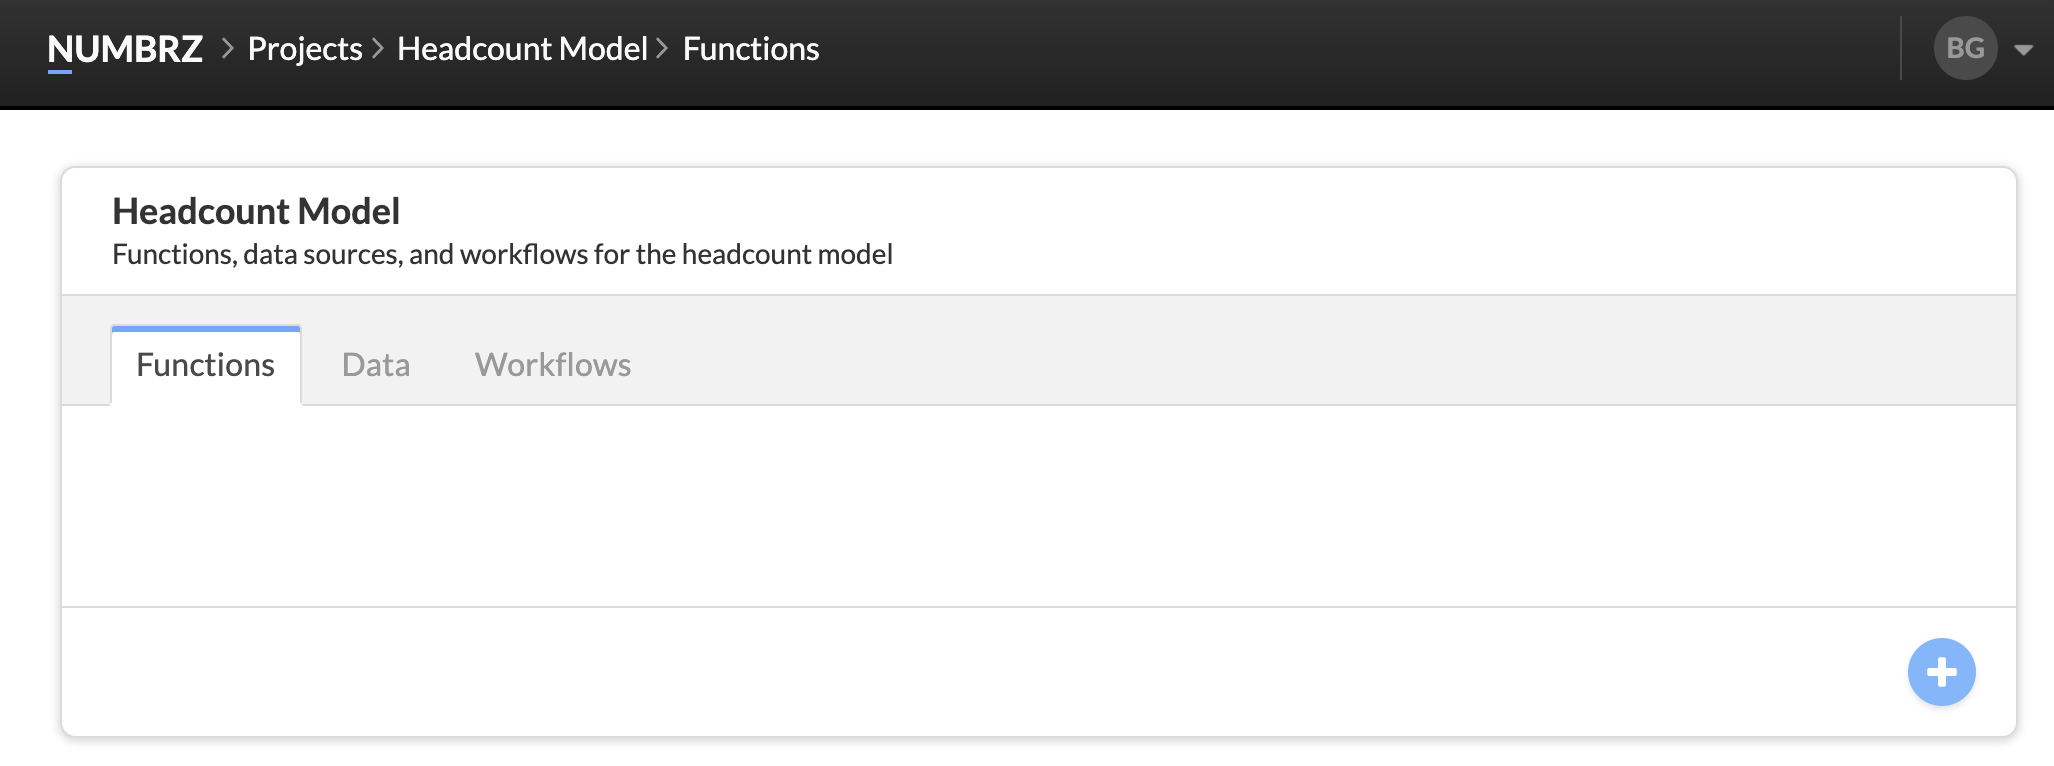 NUMBRZ > Projects > Headcount Model > Functions
BG
Headcount Model
Functions, data sources, and workflows for the headcount model
Functions Data Workflows